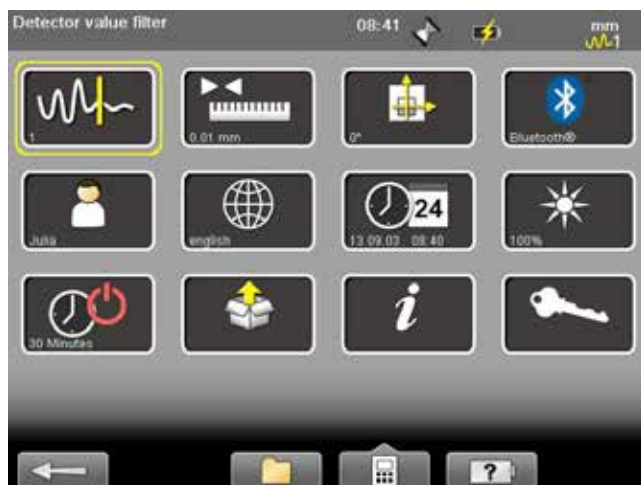 Detector value filter
08:41
mm
1
1
0.01 mm
0°
Bluetooth®
Julia
english
24
13.09.03 08:40
100%
30 Minutes
i
?